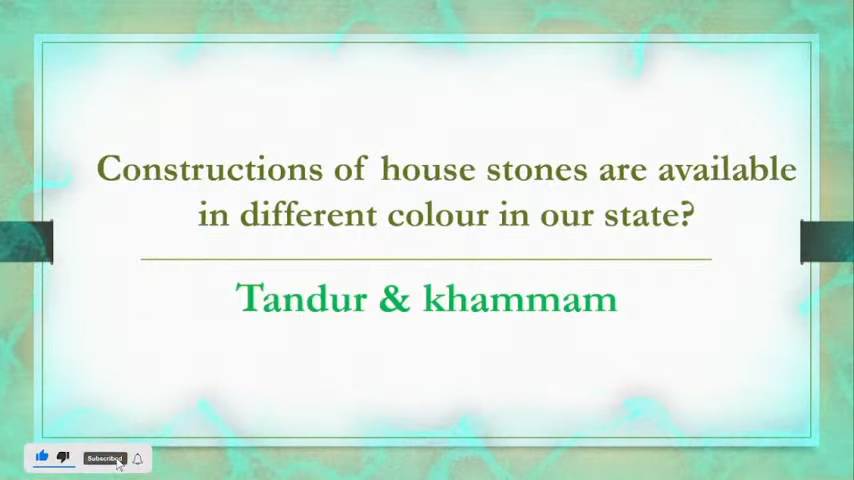 Constructions of house stones are available
in different colour in our state?
Tandur & khammam
Subscribed